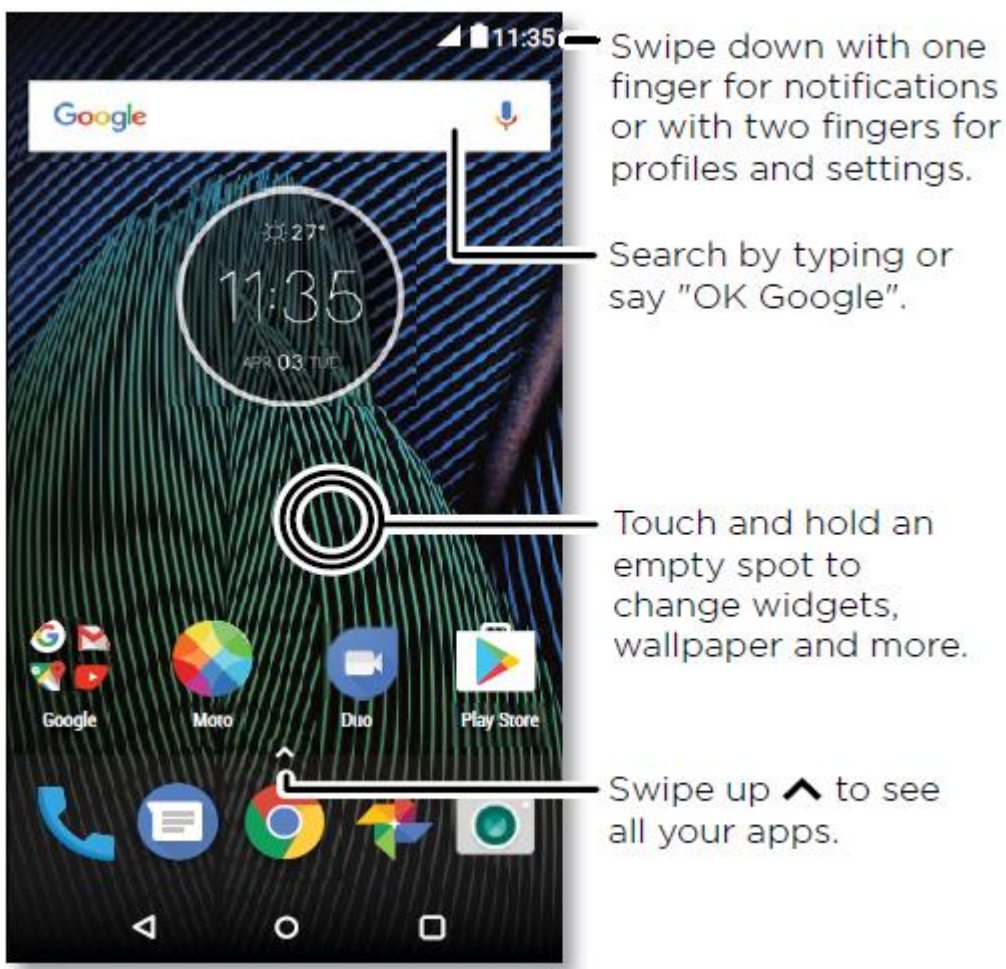 11:35
Swipe down with one
finger for notifications
or with two fingers for
profiles and settings.
Google
27°
11:35
APR 03 TUE
Search by typing or
say "OK Google".
Touch and hold an
empty spot to
change widgets,
wallpaper and more.
Google Moto Duo Play Store
Swipe up ^ to see
all your apps.